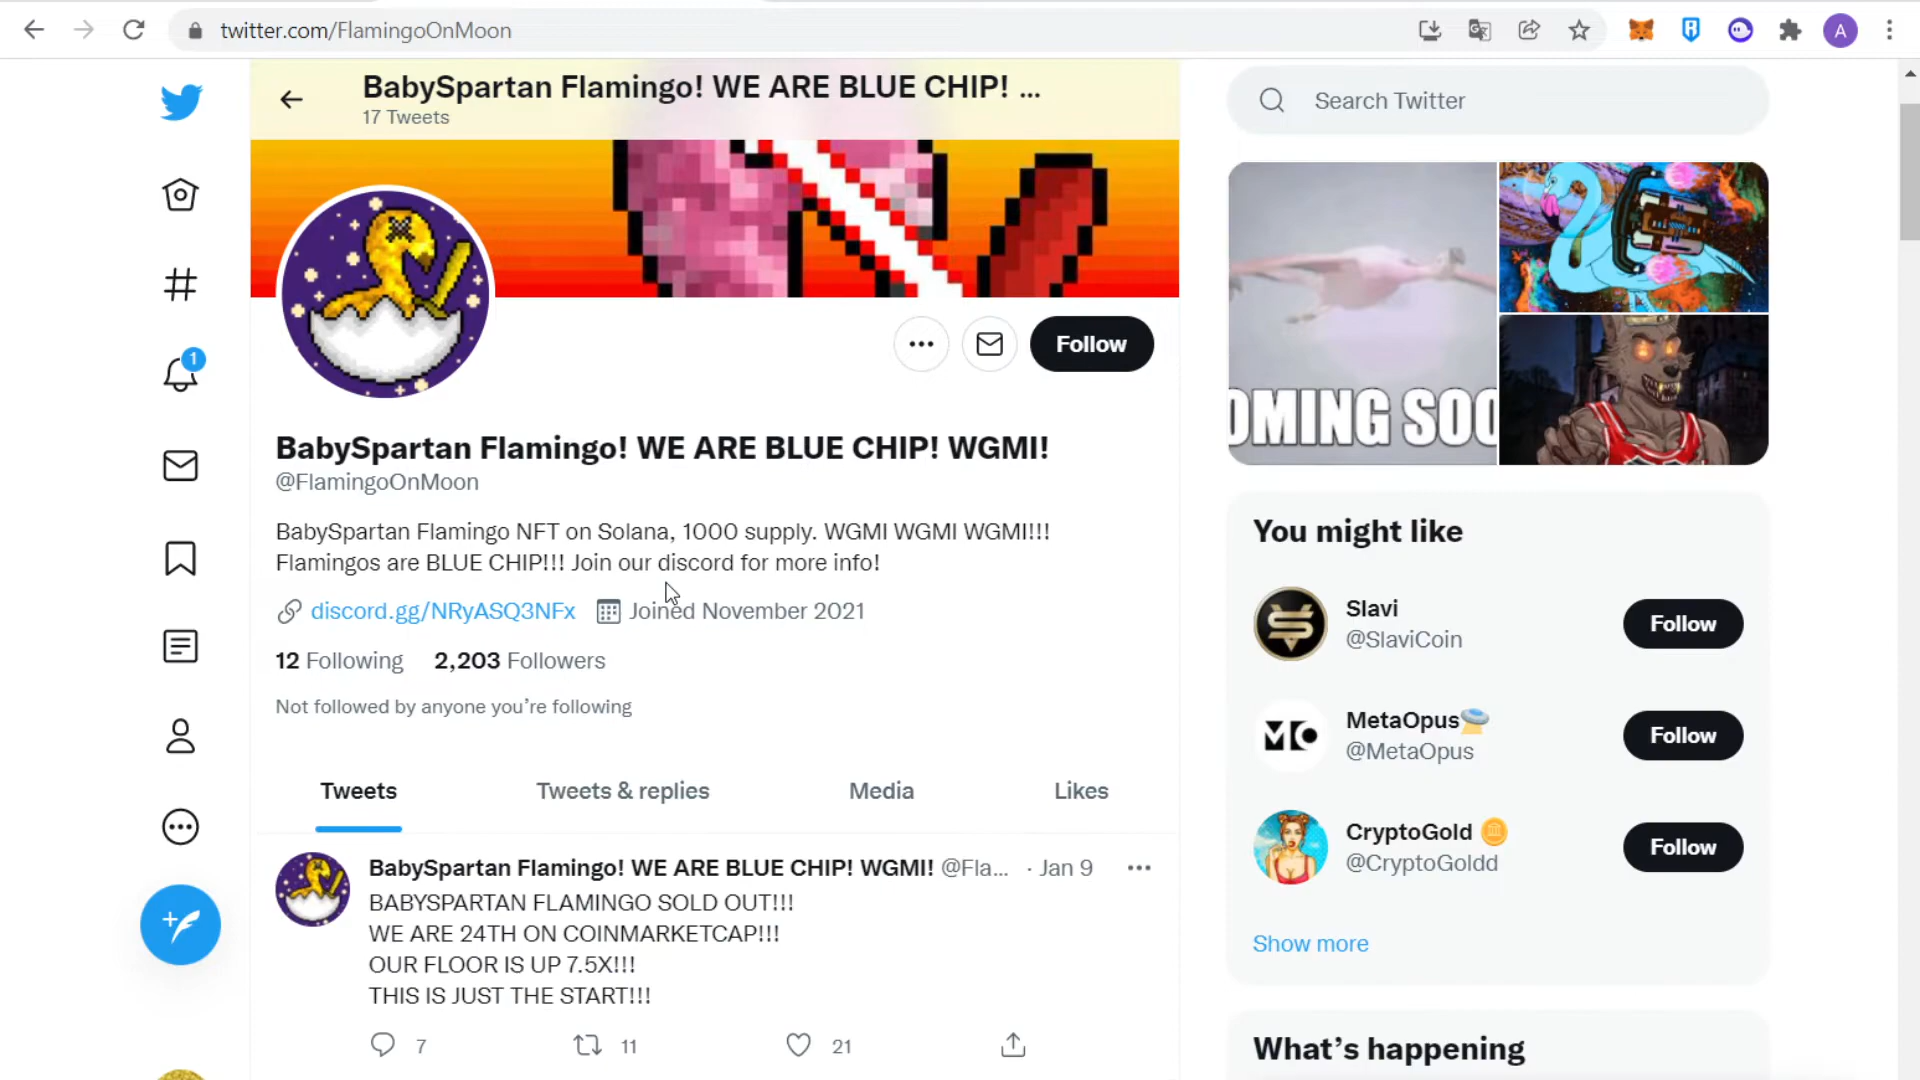 twitter.com/FlamingoOnMoon
A
BabySpartan Flamingo! WE ARE BLUE CHIP! ...
17 Tweets
Search Twitter
OMING SOO
1
Follow
BabySpartan Flamingo! WE ARE BLUE CHIP! WGMI!
@FlamingoOnMoon
BabySpartan Flamingo NFT on Solana, 1000 supply. WGMI WGMI WGMI!!!
Flamingos are BLUE CHIP!!! Join our discord for more info!
discord.gg/NRyASQ3NFx Joined November 2021
12 Following 2,203 Followers
Not followed by anyone you're following
Tweets Tweets & replies Media Likes
BabySpartan Flamingo! WE ARE BLUE CHIP! WGMI! @Fla... · Jan 9
BABYSPARTAN FLAMINGO SOLD OUT!!!
WE ARE 24TH ON COINMARKETCAP!!!
OUR FLOOR IS UP 7.5X!!!
THIS IS JUST THE START!!!
7 11 21
You might like
Slavi
@SlaviCoin
Follow
MetaOpus
@MetaOpus
Follow
CryptoGold
@CryptoGoldd
Follow
Show more
What's happening